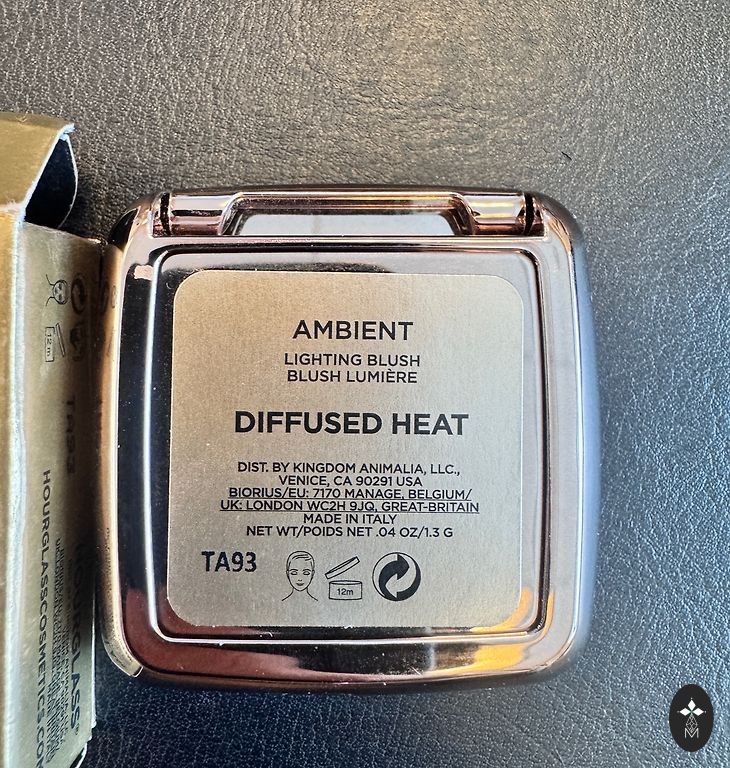 AMBIENT
LIGHTING BLUSH
BLUSH LUMIÈRE
DIFFUSED HEAT
DIST. BY KINGDOM ANIMALIA, LLC.,
VENICE, CA 90291 USA
BIORIUS/EU: 7170 MANAGE, BELGIUM/
UK: LONDON WC2H 9JQ, GREAT-BRITAIN
MADE IN ITALY
NET WT/POIDS NET .04 OZ/1.3 G
TA93
12m
12m
TA93
HOURGLASS®
HOURGLASSCOSMETICS.COM
M